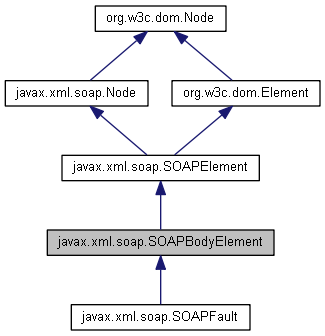 org.w3c.dom.Node
javax.xml.soap.Node
org.w3c.dom.Element
javax.xml.soap.SOAPElement
javax.xml.soap.SOAPBodyElement
javax.xml.soap.SOAPFault